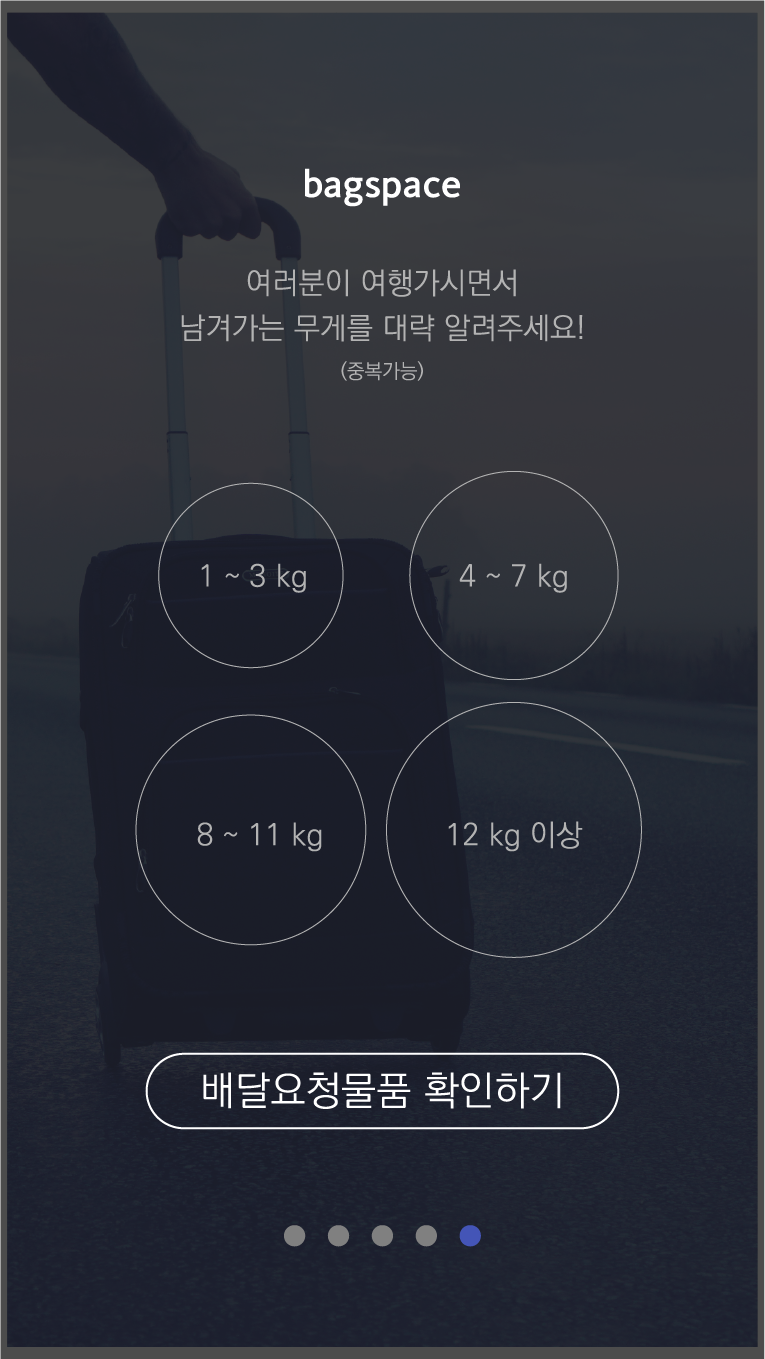 bagspace
여러분이 여행가시면서
남겨가는 무게를 대략 알려주세요!
(중복가능)
1 ~ 3 kg
4 ~ 7 kg
8 ~ 11 kg
12 kg 이상
배달요청물품 확인하기